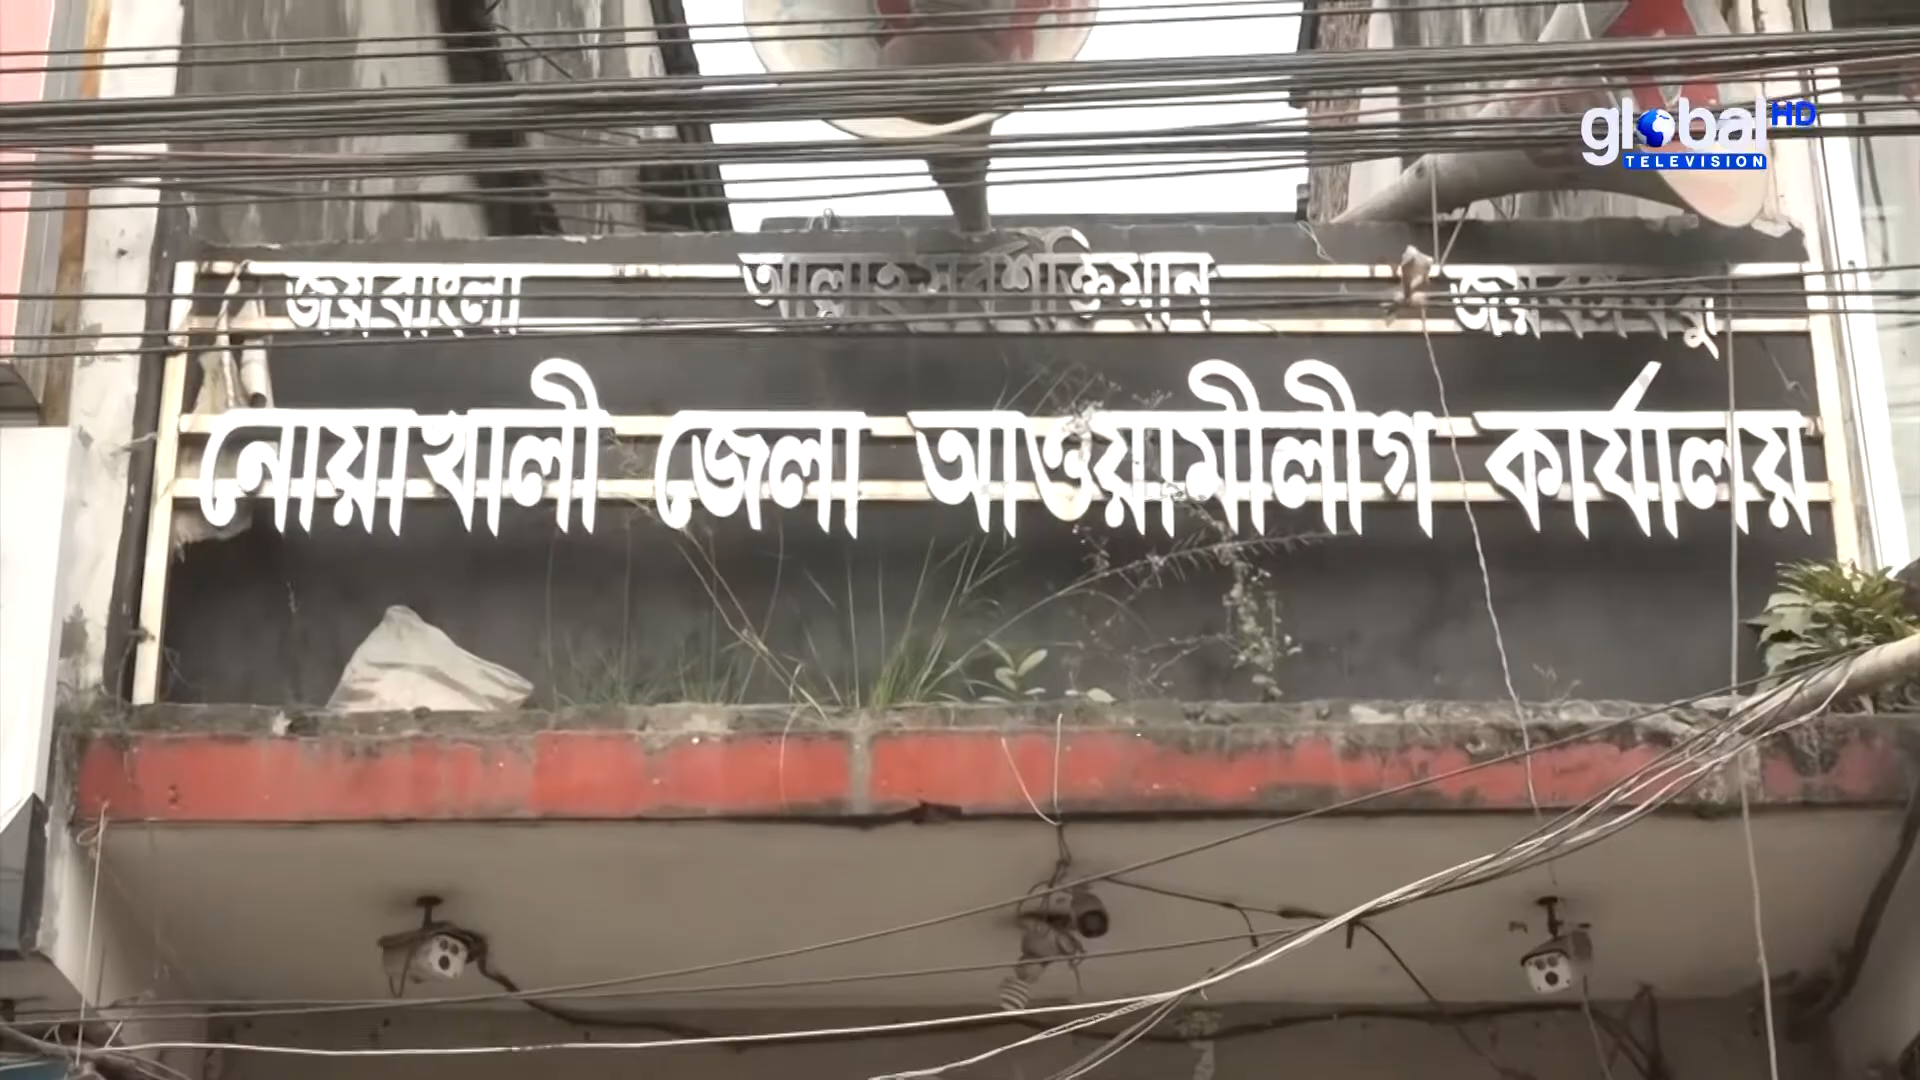 global HD
TELEVISION
জয়বাংলা আল্লাহ সর্বশক্তিমান জয়বঙ্গবন্ধু
নোয়াখালী জেলা আওয়ামীলীগ কার্যালয়